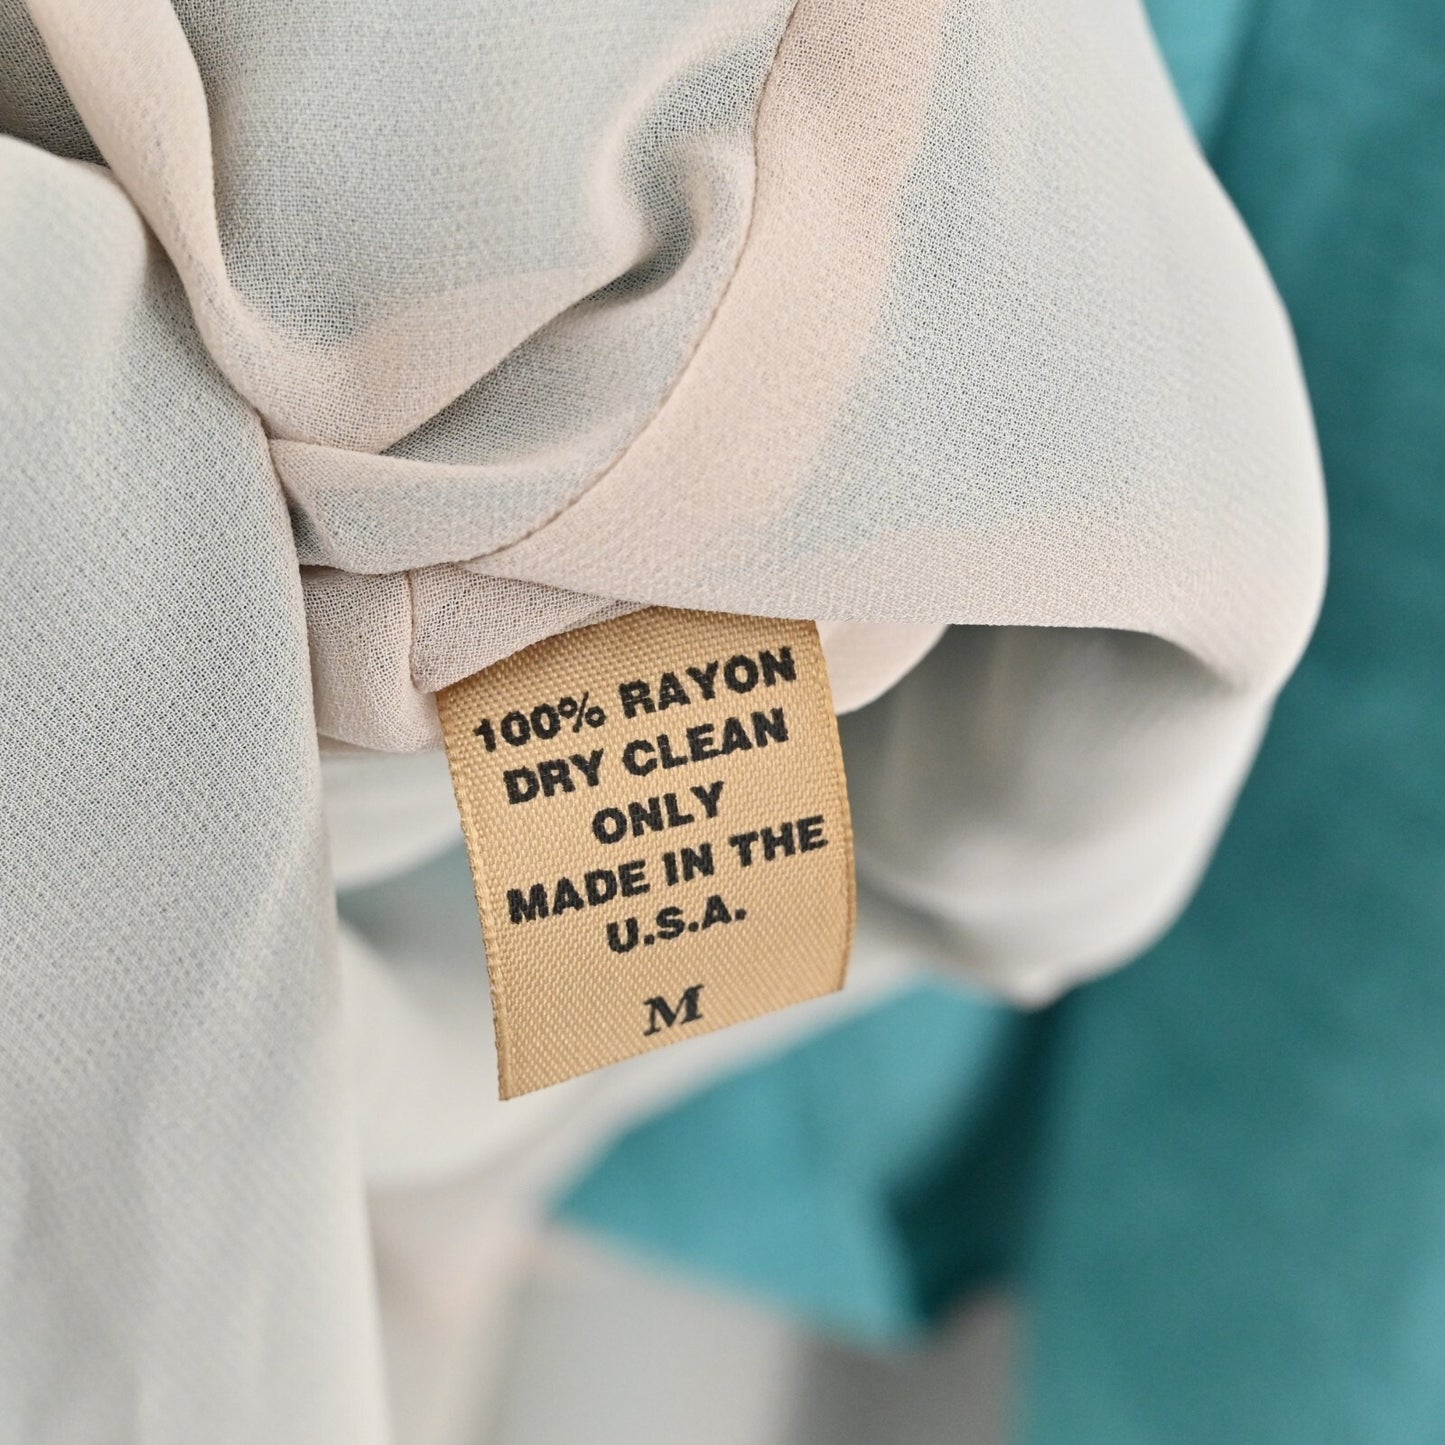 100% RAYON
DRY CLEAN
ONLY
MADE IN THE
U.S.A.
M